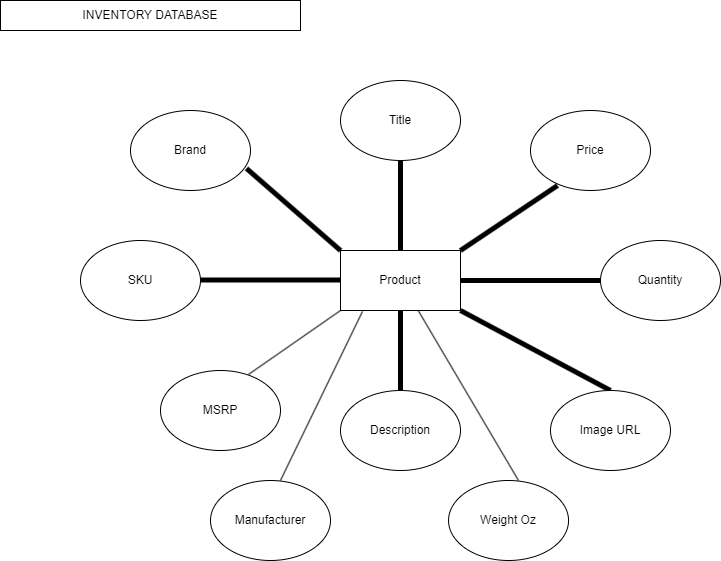 INVENTORY DATABASE
Title
Brand
Price
SKU
Product
Quantity
MSRP
Description
Image URL
Manufacturer
Weight Oz